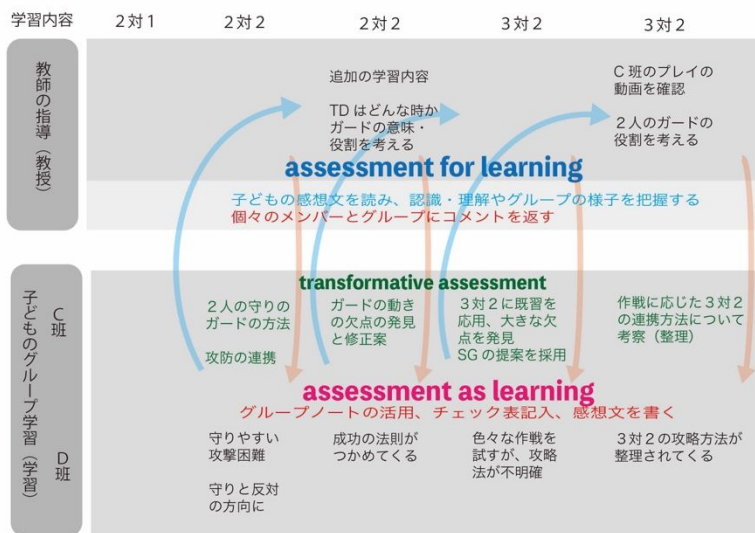 学習内容
2対1
2対2
2対2
3対2
3対2
教師の指導（教授）
追加の学習内容
TDはどんな時か
ガードの意味・
役割を考える
C班のプレイの
動画を確認
2人のガードの
役割を考える
assessment for learning
子どもの感想文を読み、認識・理解やグループの様子を把握する
個々のメンバーとグループにコメントを返す
子どものグループ学習（学習）
C班
transformative assessment
2人の守りの
ガードの方法
攻防の連携
ガードの動き
の欠点の発見
と修正案
3対2に既習を
応用、大きな欠
点を発見
SGの提案を採用
作戦に応じた3対2
の連携方法について
考察（整理）
assessment as learning
グループノートの活用、チェック表記入、感想文を書く
D班
守りやすい
攻撃困難
守りと反対
の方向に
成功の法則が
つかめてくる
色々な作戦を
試すが、攻略
法が不明確
3対2の攻略方法が
整理されてくる